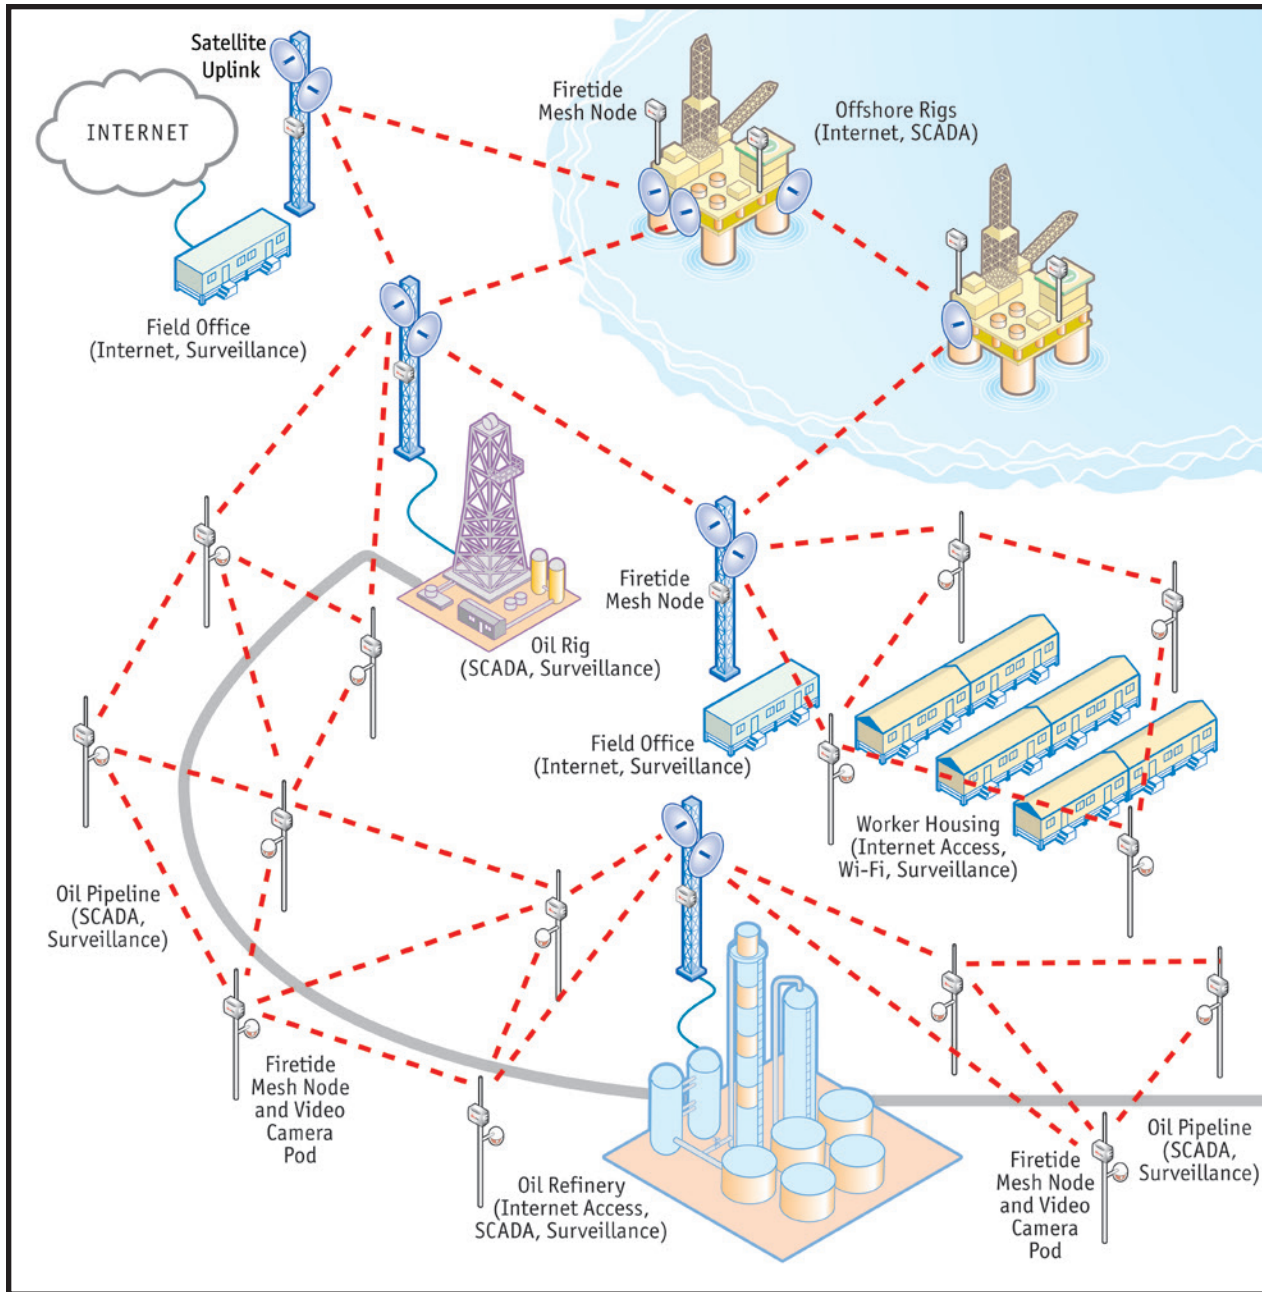 Satellite
Uplink
INTERNET
Firetide
Mesh Node
Offshore Rigs
(Internet, SCADA)
Field Office
(Internet, Surveillance)
Oil Rig
(SCADA, Surveillance)
Firetide
Mesh Node
Field Office
(Internet, Surveillance)
Worker Housing
(Internet Access,
Wi-Fi, Surveillance)
Oil Pipeline
(SCADA,
Surveillance)
Firetide
Mesh Node
and Video
Camera
Pod
Oil Refinery
(Internet Access,
SCADA, Surveillance)
Firetide
Mesh Node
and Video
Camera
Pod
Oil Pipeline
(SCADA,
Surveillance)